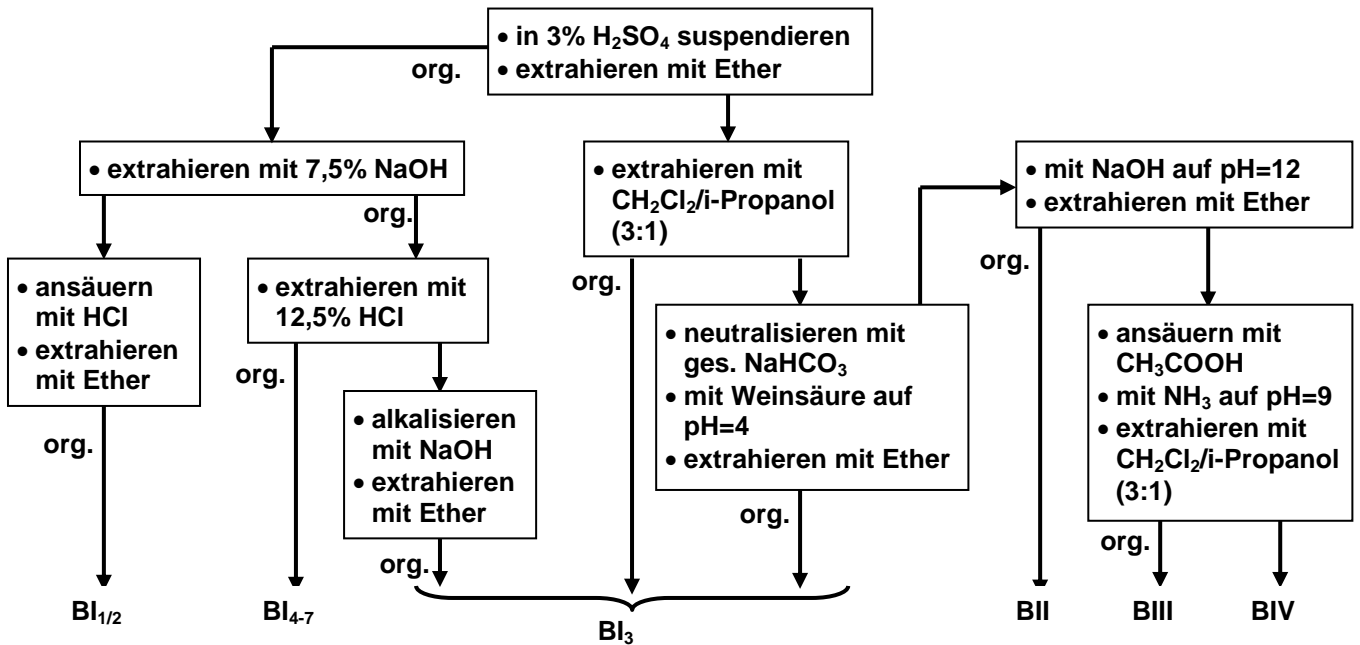 • in 3% H₂SO₄ suspendieren
• extrahieren mit Ether
org.
• extrahieren mit 7,5% NaOH
org.
• ansäuern
mit HCl
• extrahieren
mit Ether
org.
• extrahieren mit
12,5% HCl
org.
• alkalisieren
mit NaOH
• extrahieren
mit Ether
org.
• extrahieren mit
CH₂Cl₂/i-Propanol
(3:1)
org.
• neutralisieren mit
ges. NaHCO₃
• mit Weinsäure auf
pH=4
• extrahieren mit Ether
org.
• mit NaOH auf pH=12
• extrahieren mit Ether
org.
• ansäuern mit
CH₃COOH
• mit NH₃ auf pH=9
• extrahieren mit
CH₂Cl₂/i-Propanol
(3:1)
org.
BI₁/₂
BI₄₋₇
BI₃
BII
BIII
BIV